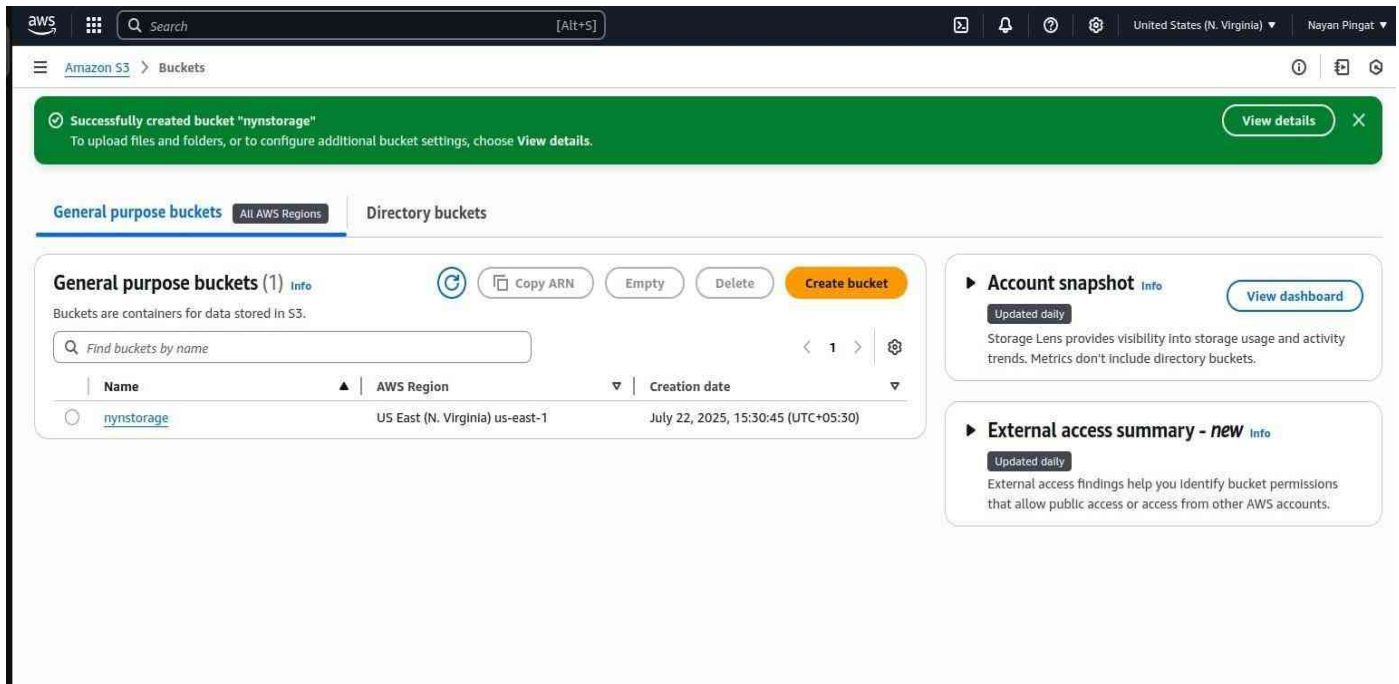 aws
Search [Alt+S]
United States (N. Virginia) ▼
Nayan Pingat ▼
Amazon S3 > Buckets
Successfully created bucket "nynstorage"
To upload files and folders, or to configure additional bucket settings, choose View details.
View details
General purpose buckets All AWS Regions
Directory buckets
General purpose buckets (1) Info
Copy ARN
Empty
Delete
Create bucket
Buckets are containers for data stored in S3.
Find buckets by name
1
Name ▲ AWS Region ▽ Creation date ▽
nynstorage US East (N. Virginia) us-east-1 July 22, 2025, 15:30:45 (UTC+05:30)
Account snapshot Info
View dashboard
Updated daily
Storage Lens provides visibility into storage usage and activity
trends. Metrics don't include directory buckets.
External access summary - new Info
Updated daily
External access findings help you identify bucket permissions
that allow public access or access from other AWS accounts.